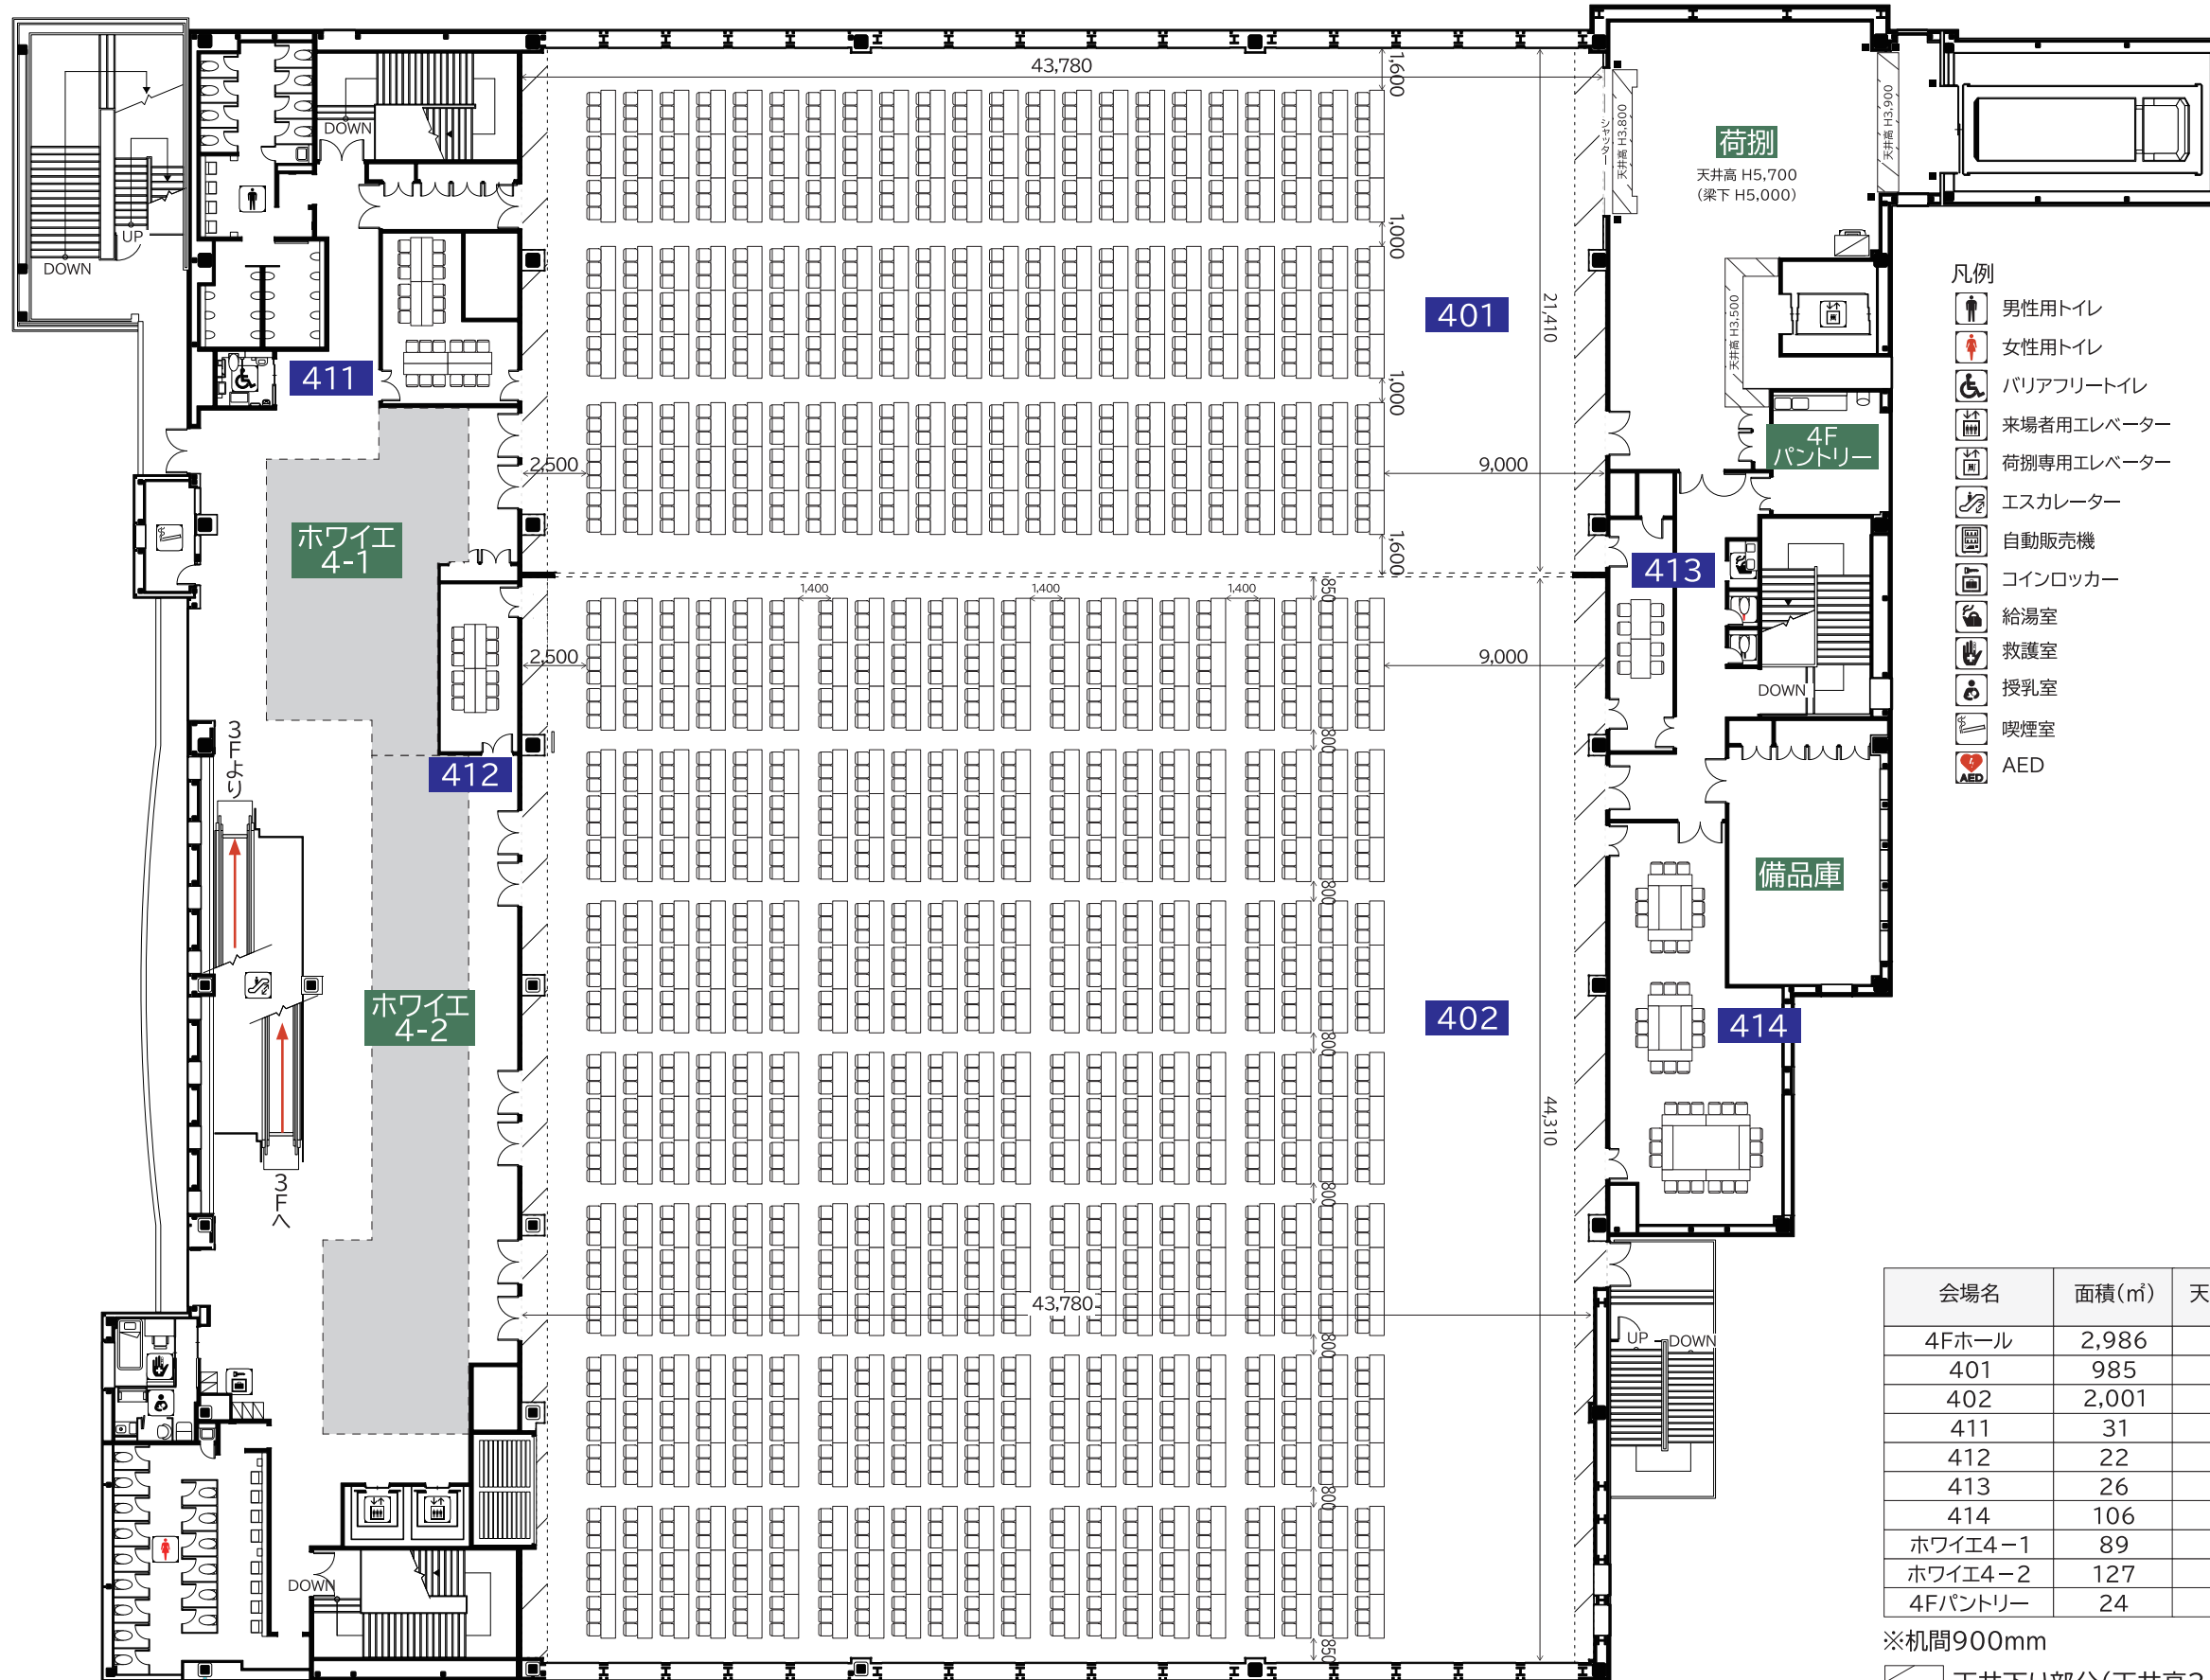 43,780
1,600
シャッター
天井高 H3,800
天井高 H3,900
荷捌
天井高 H5,700
(梁下 H5,000)
DOWN
UP
DOWN
1,000
401
21,410
天井高 H3,500
411
1,000
4F
パントリー
2,500
9,000
ホワイエ
4-1
1,600
413
850
1,400
1,400
1,400
2,500
9,000
DOWN
3Fより
412
800
備品庫
800
ホワイエ
4-2
402
414
800
44,310
3Fへ
800
43,780
UP
DOWN
800
800
DOWN
850
凡例
男性用トイレ
女性用トイレ
バリアフリートイレ
来場者用エレベーター
荷捌専用エレベーター
エスカレーター
自動販売機
コインロッカー
給湯室
救護室
授乳室
喫煙室
AED AED
会場名 面積(㎡) 天
4Fホール 2,986
401 985
402 2,001
411 31
412 22
413 26
414 106
ホワイエ4−1 89
ホワイエ4−2 127
4Fパントリー 24
※机間900mm